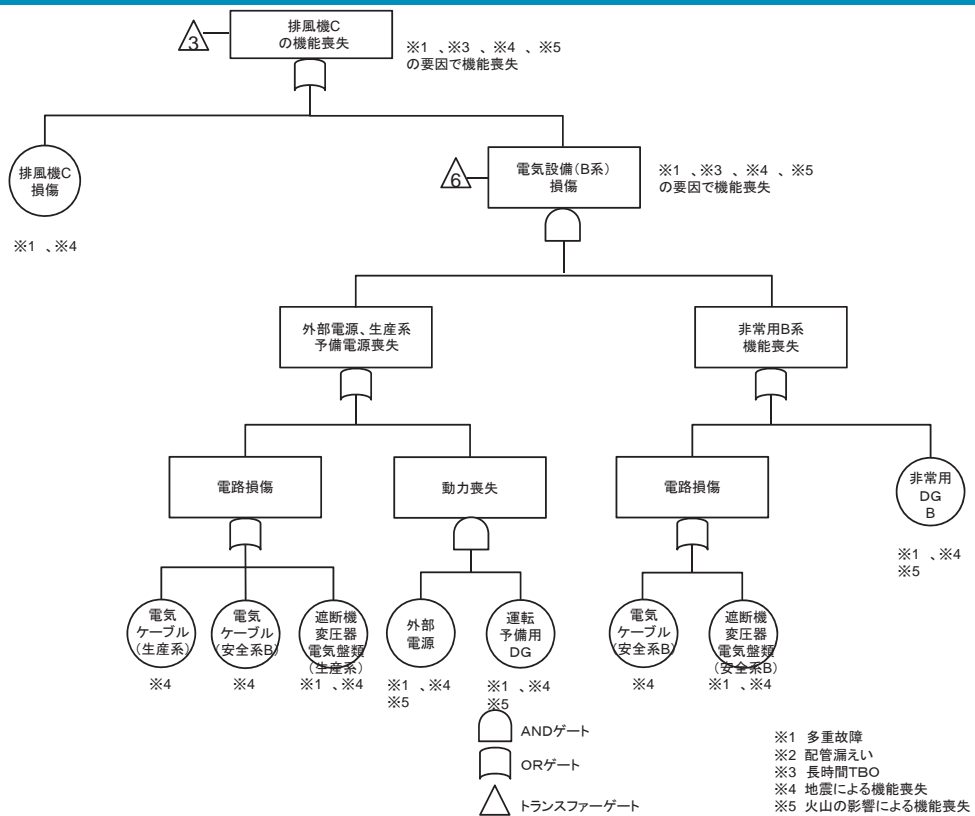 3
排風機C
の機能喪失
※1 、※3 、※4 、※5
の要因で機能喪失
排風機C
損傷
※1 、※4
6
電気設備(B系)
損傷
※1 、※3 、※4 、※5
の要因で機能喪失
外部電源、生産系
予備電源喪失
非常用B系
機能喪失
電路損傷
動力喪失
電路損傷
非常用
DG
B
※1 、※4
※5
電気
ケーブル
(生産系)
※4
電気
ケーブル
(安全系B)
※4
遮断機
変圧器
電気盤類
(生産系)
※1 、※4
外部
電源
※1 、※4
※5
運転
予備用
DG
※1 、※4
※5
電気
ケーブル
(安全系B)
※4
遮断機
変圧器
電気盤類
(安全系B)
※1 、※4
ANDゲート
ORゲート
トランスファーゲート
※1 多重故障
※2 配管漏えい
※3 長時間TBO
※4 地震による機能喪失
※5 火山の影響による機能喪失